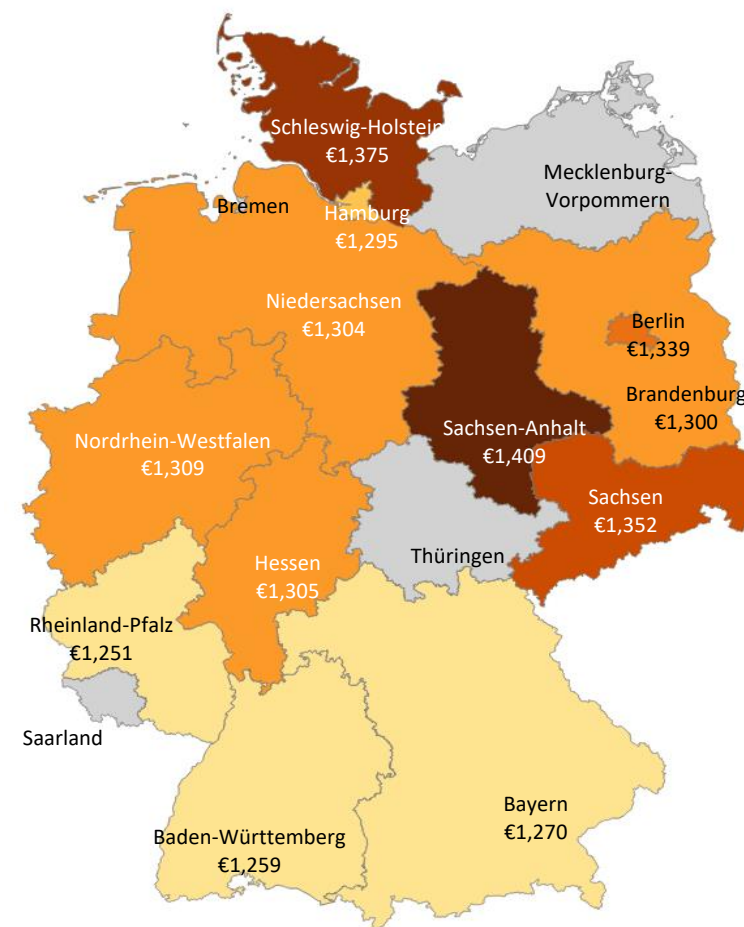 Schleswig-Holstein
€1,375
Mecklenburg-
Vorpommern
Bremen
Hamburg
€1,295
Niedersachsen
€1,304
Berlin
€1,339
Brandenburg
€1,300
Nordrhein-Westfalen
€1,309
Sachsen-Anhalt
€1,409
Sachsen
€1,352
Hessen
€1,305
Thüringen
Rheinland-Pfalz
€1,251
Saarland
Bayern
€1,270
Baden-Württemberg
€1,259